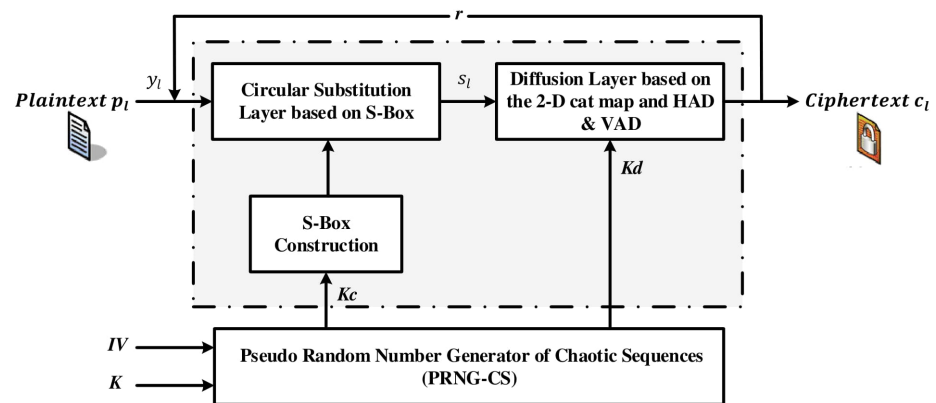 r
Plaintext p_l
y_l
Circular Substitution
Layer based on S-Box
s_l
Diffusion Layer based on
the 2-D cat map and HAD
& VAD
Ciphertext c_l
Kd
S-Box
Construction
Kc
IV
K
Pseudo Random Number Generator of Chaotic Sequences
(PRNG-CS)